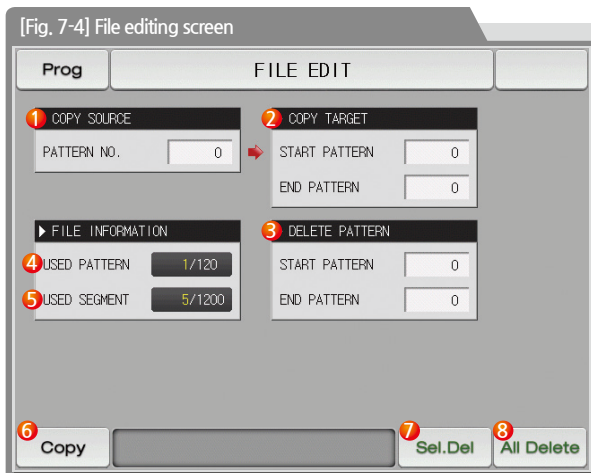 [Fig. 7-4] File editing screen
Prog
FILE EDIT
1 COPY SOURCE
PATTERN NO. 0
2 COPY TARGET
START PATTERN 0
END PATTERN 0
▶ FILE INFORMATION
4 USED PATTERN 1/120
5 USED SEGMENT 5/1200
3 DELETE PATTERN
START PATTERN 0
END PATTERN 0
6 Copy
7 Sel.Del
8 All Delete